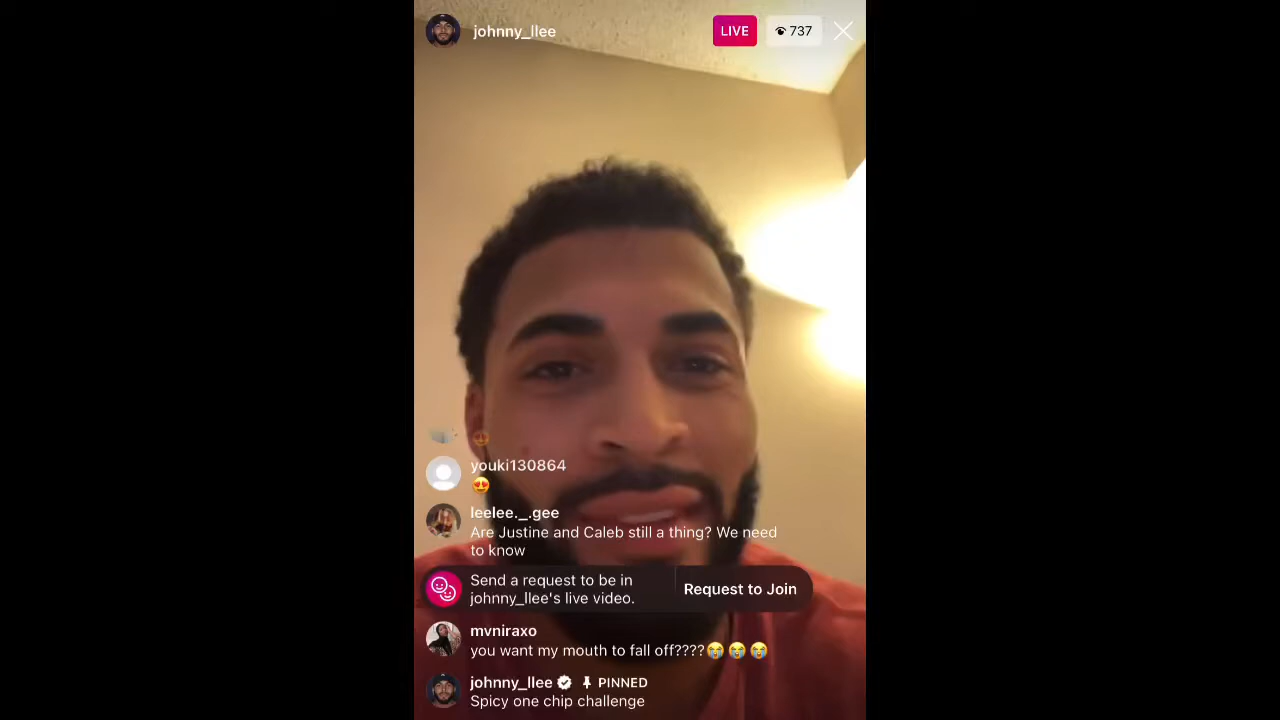 johnny_llee
LIVE
737
youki130864
😍
leelee._.gee
Are Justine and Caleb still a thing? We need
to know
Send a request to be in
johnny_llee's live video.
Request to Join
mvniraxo
you want my mouth to fall off????😭😭😭
johnny_llee PINNED
Spicy one chip challenge